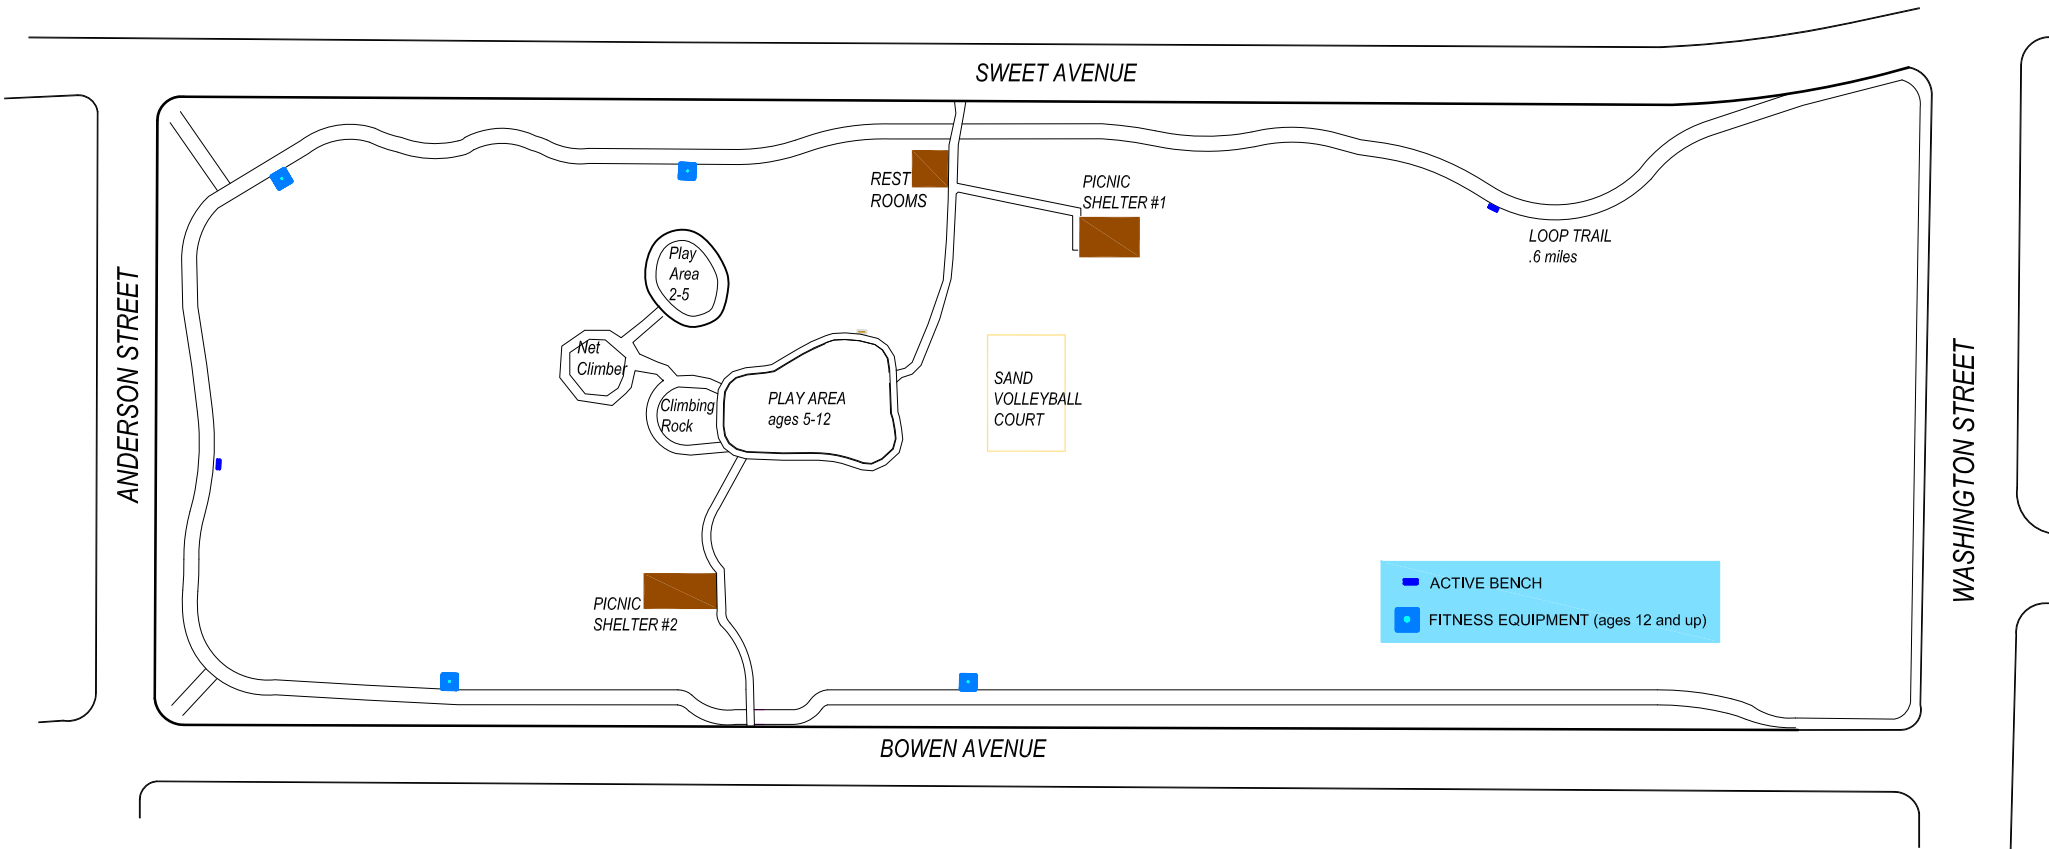 SWEET AVENUE
REST
ROOMS
PICNIC
SHELTER #1
LOOP TRAIL
.6 miles
Play
Area
2-5
ANDERSON STREET
Net
Climber
Climbing
Rock
PLAY AREA
ages 5-12
SAND
VOLLEYBALL
COURT
WASHINGTON STREET
PICNIC
SHELTER #2
ACTIVE BENCH
FITNESS EQUIPMENT (ages 12 and up)
BOWEN AVENUE